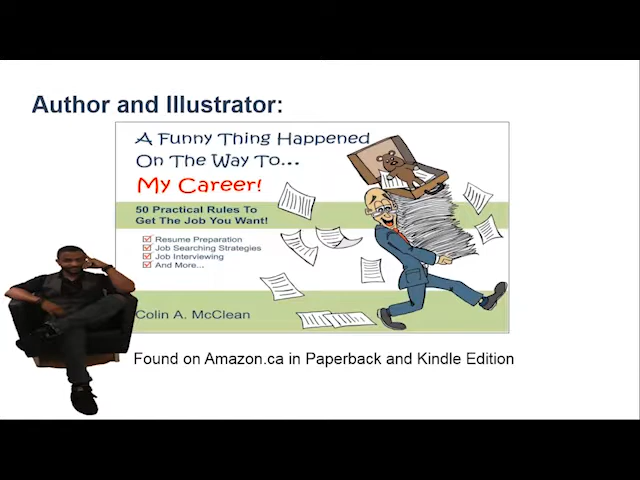 Author and Illustrator:
A Funny Thing Happened
On The Way To...
My Career!
50 Practical Rules To
Get The Job You Want!
Resume Preparation
Job Searching Strategies
Job Interviewing
And More...
Colin A. McClean
Found on Amazon.ca in Paperback and Kindle Edition